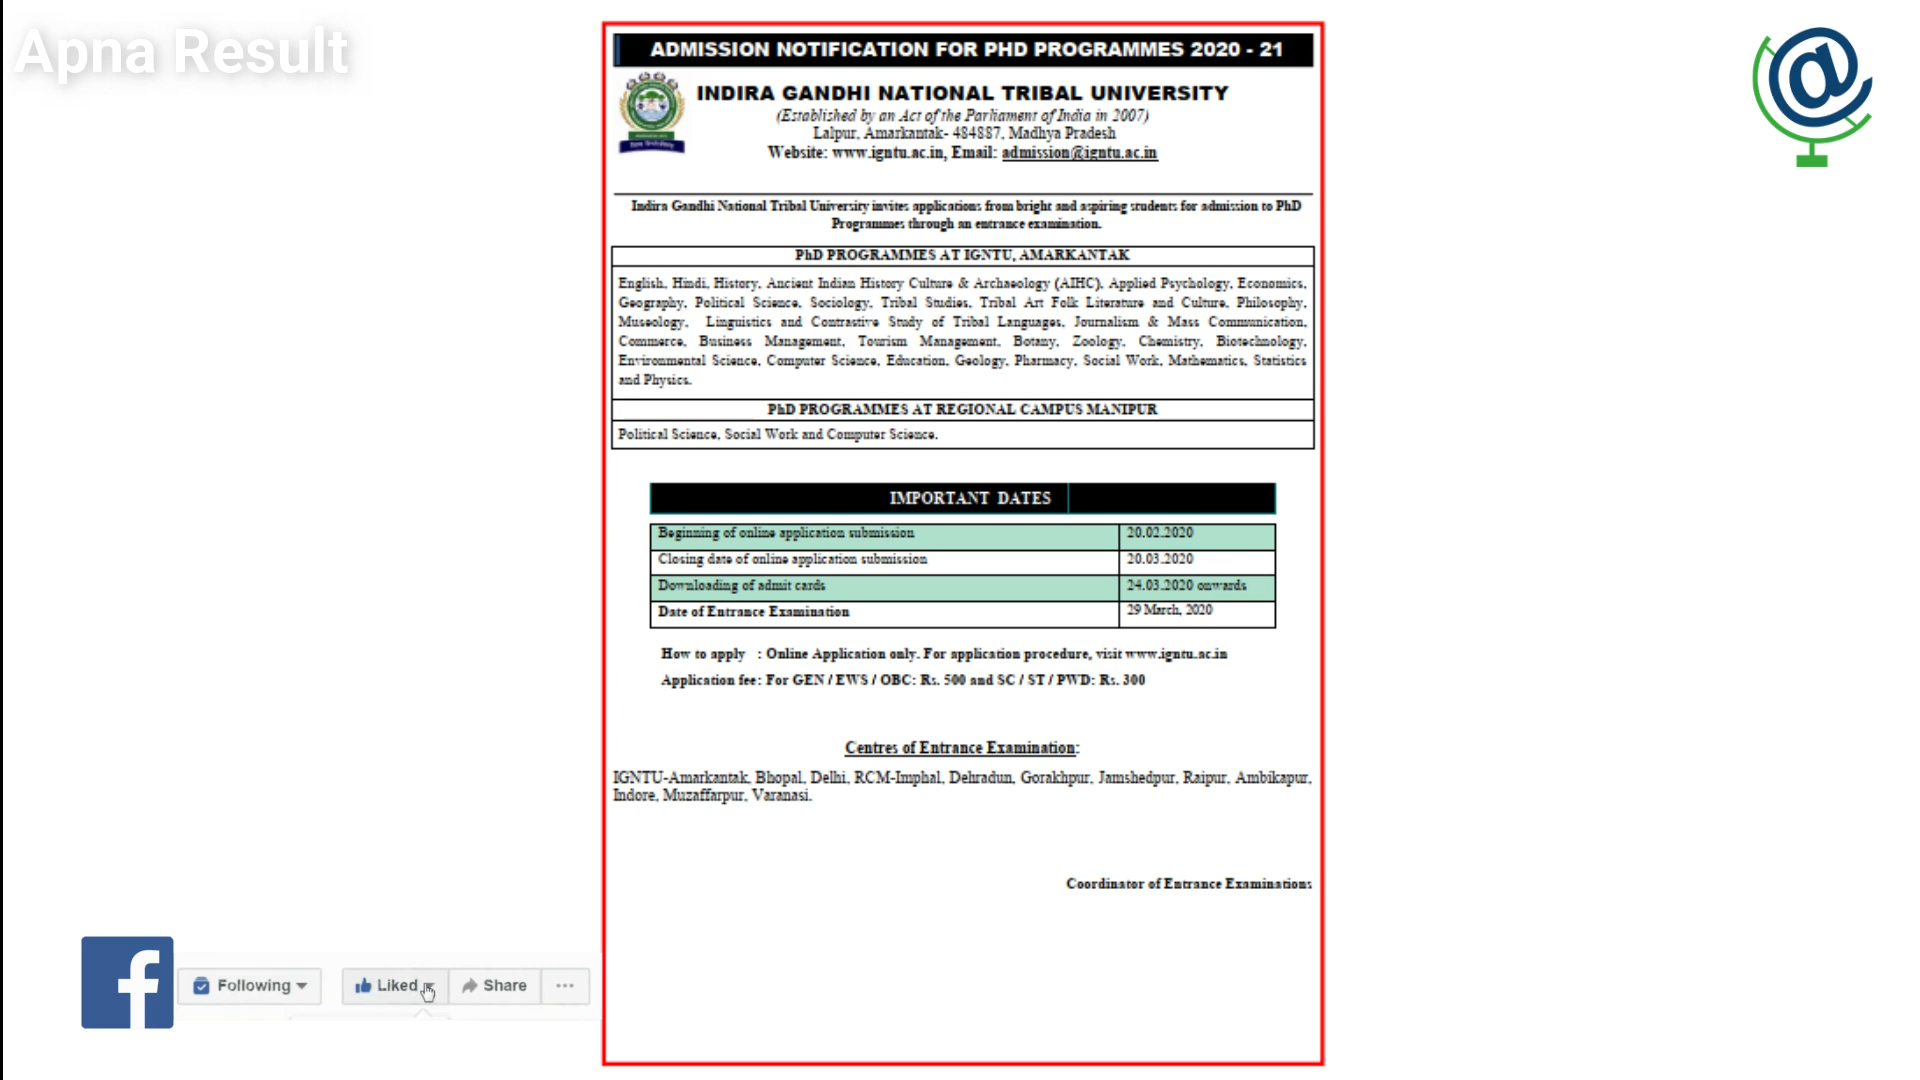 Apna Result
ADMISSION NOTIFICATION FOR PHD PROGRAMMES 2020 - 21
INDIRA GANDHI NATIONAL TRIBAL UNIVERSITY
(Established by an Act of the Parliament of India in 2007)
Lalpur, Amarkantak- 484887, Madhya Pradesh
Website: www.igntu.ac.in, Email: admission@igntu.ac.in
Indira Gandhi National Tribal University invites applications from bright and aspiring students for admission to PhD
Programmes through an entrance examination.
PhD PROGRAMMES AT IGNTU, AMARKANTAK
English, Hindi, History, Ancient Indian History Culture & Archaeology (AIHC), Applied Psychology, Economics,
Geography, Political Science, Sociology, Tribal Studies, Tribal Art Folk Literature and Culture, Philosophy,
Museology, Linguistics and Contrastive Study of Tribal Languages, Journalism & Mass Communication,
Commerce, Business Management, Tourism Management, Botany, Zoology, Chemistry, Biotechnology,
Environmental Science, Computer Science, Education, Geology, Pharmacy, Social Work, Mathematics, Statistics
and Physics.
PhD PROGRAMMES AT REGIONAL CAMPUS MANIPUR
Political Science, Social Work and Computer Science.
IMPORTANT DATES
Beginning of online application submission 20.02.2020
Closing date of online application submission 20.03.2020
Downloading of admit cards 24.03.2020 onwards
Date of Entrance Examination 29 March, 2020
How to apply : Online Application only. For application procedure, visit www.igntu.ac.in
Application fee: For GEN / EWS / OBC: Rs. 500 and SC / ST / PWD: Rs. 300
Centres of Entrance Examination:
IGNTU-Amarkantak, Bhopal, Delhi, RCM-Imphal, Dehradun, Gorakhpur, Jamshedpur, Raipur, Ambikapur,
Indore, Muzaffarpur, Varanasi.
Coordinator of Entrance Examinations
Following Liked Share ...